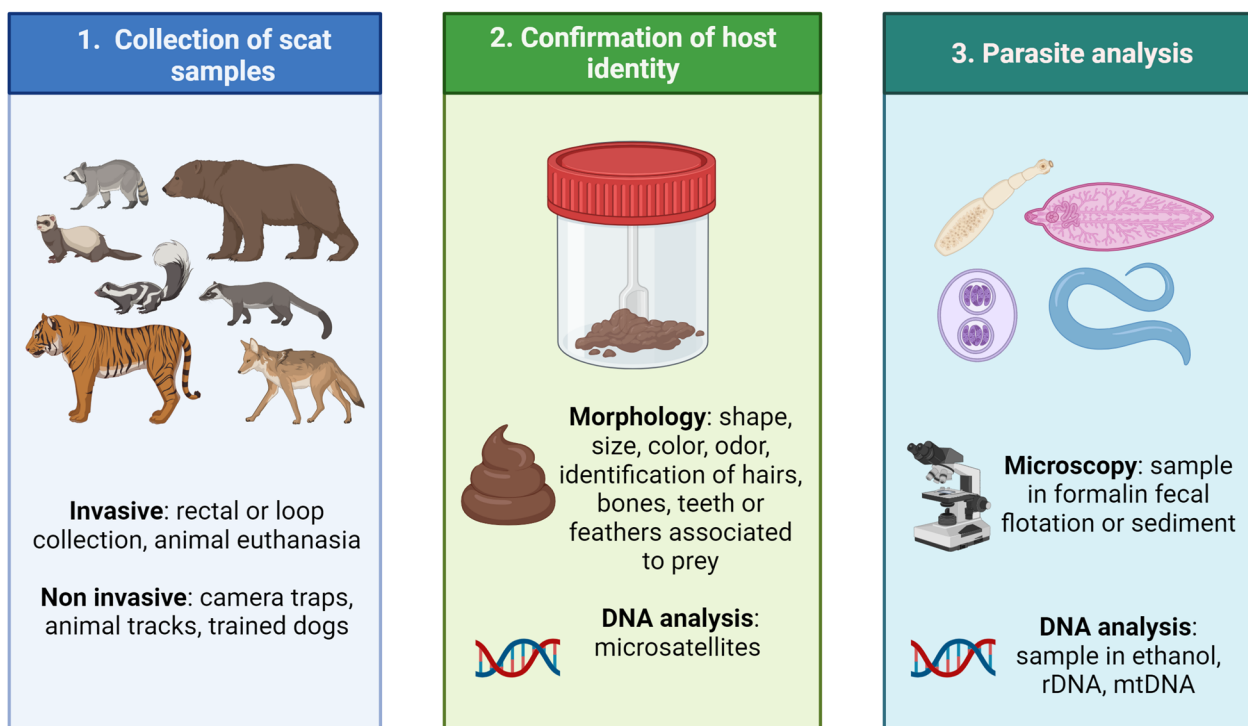 1. Collection of scat
samples
Invasive: rectal or loop
collection, animal euthanasia
Non invasive: camera traps,
animal tracks, trained dogs
2. Confirmation of host
identity
Morphology: shape,
size, color, odor,
identification of hairs,
bones, teeth or
feathers associated
to prey
DNA analysis:
microsatellites
3. Parasite analysis
Microscopy: sample
in formalin fecal
flotation or sediment
DNA analysis:
sample in ethanol,
rDNA, mtDNA